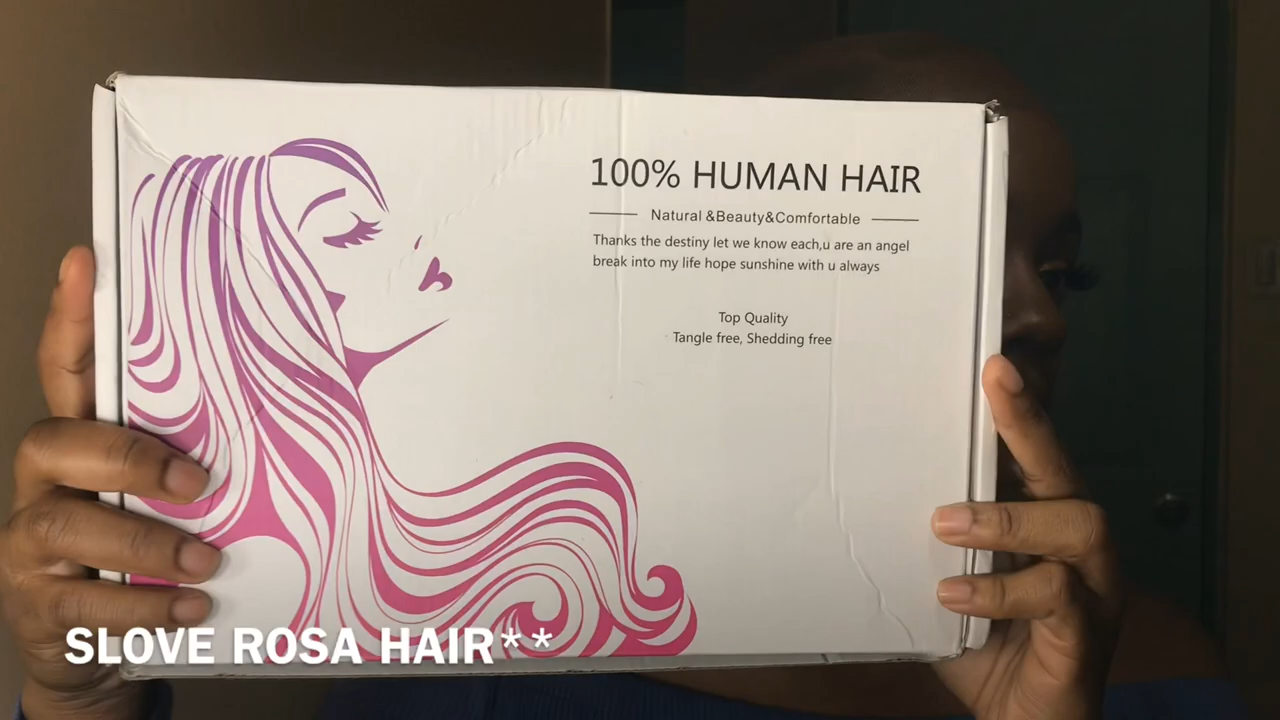 100% HUMAN HAIR
Natural &Beauty&Comfortable
Thanks the destiny let we know each,u are an angel
break into my life hope sunshine with u always
Top Quality
Tangle free, Shedding free
SLOVE ROSA HAIR**